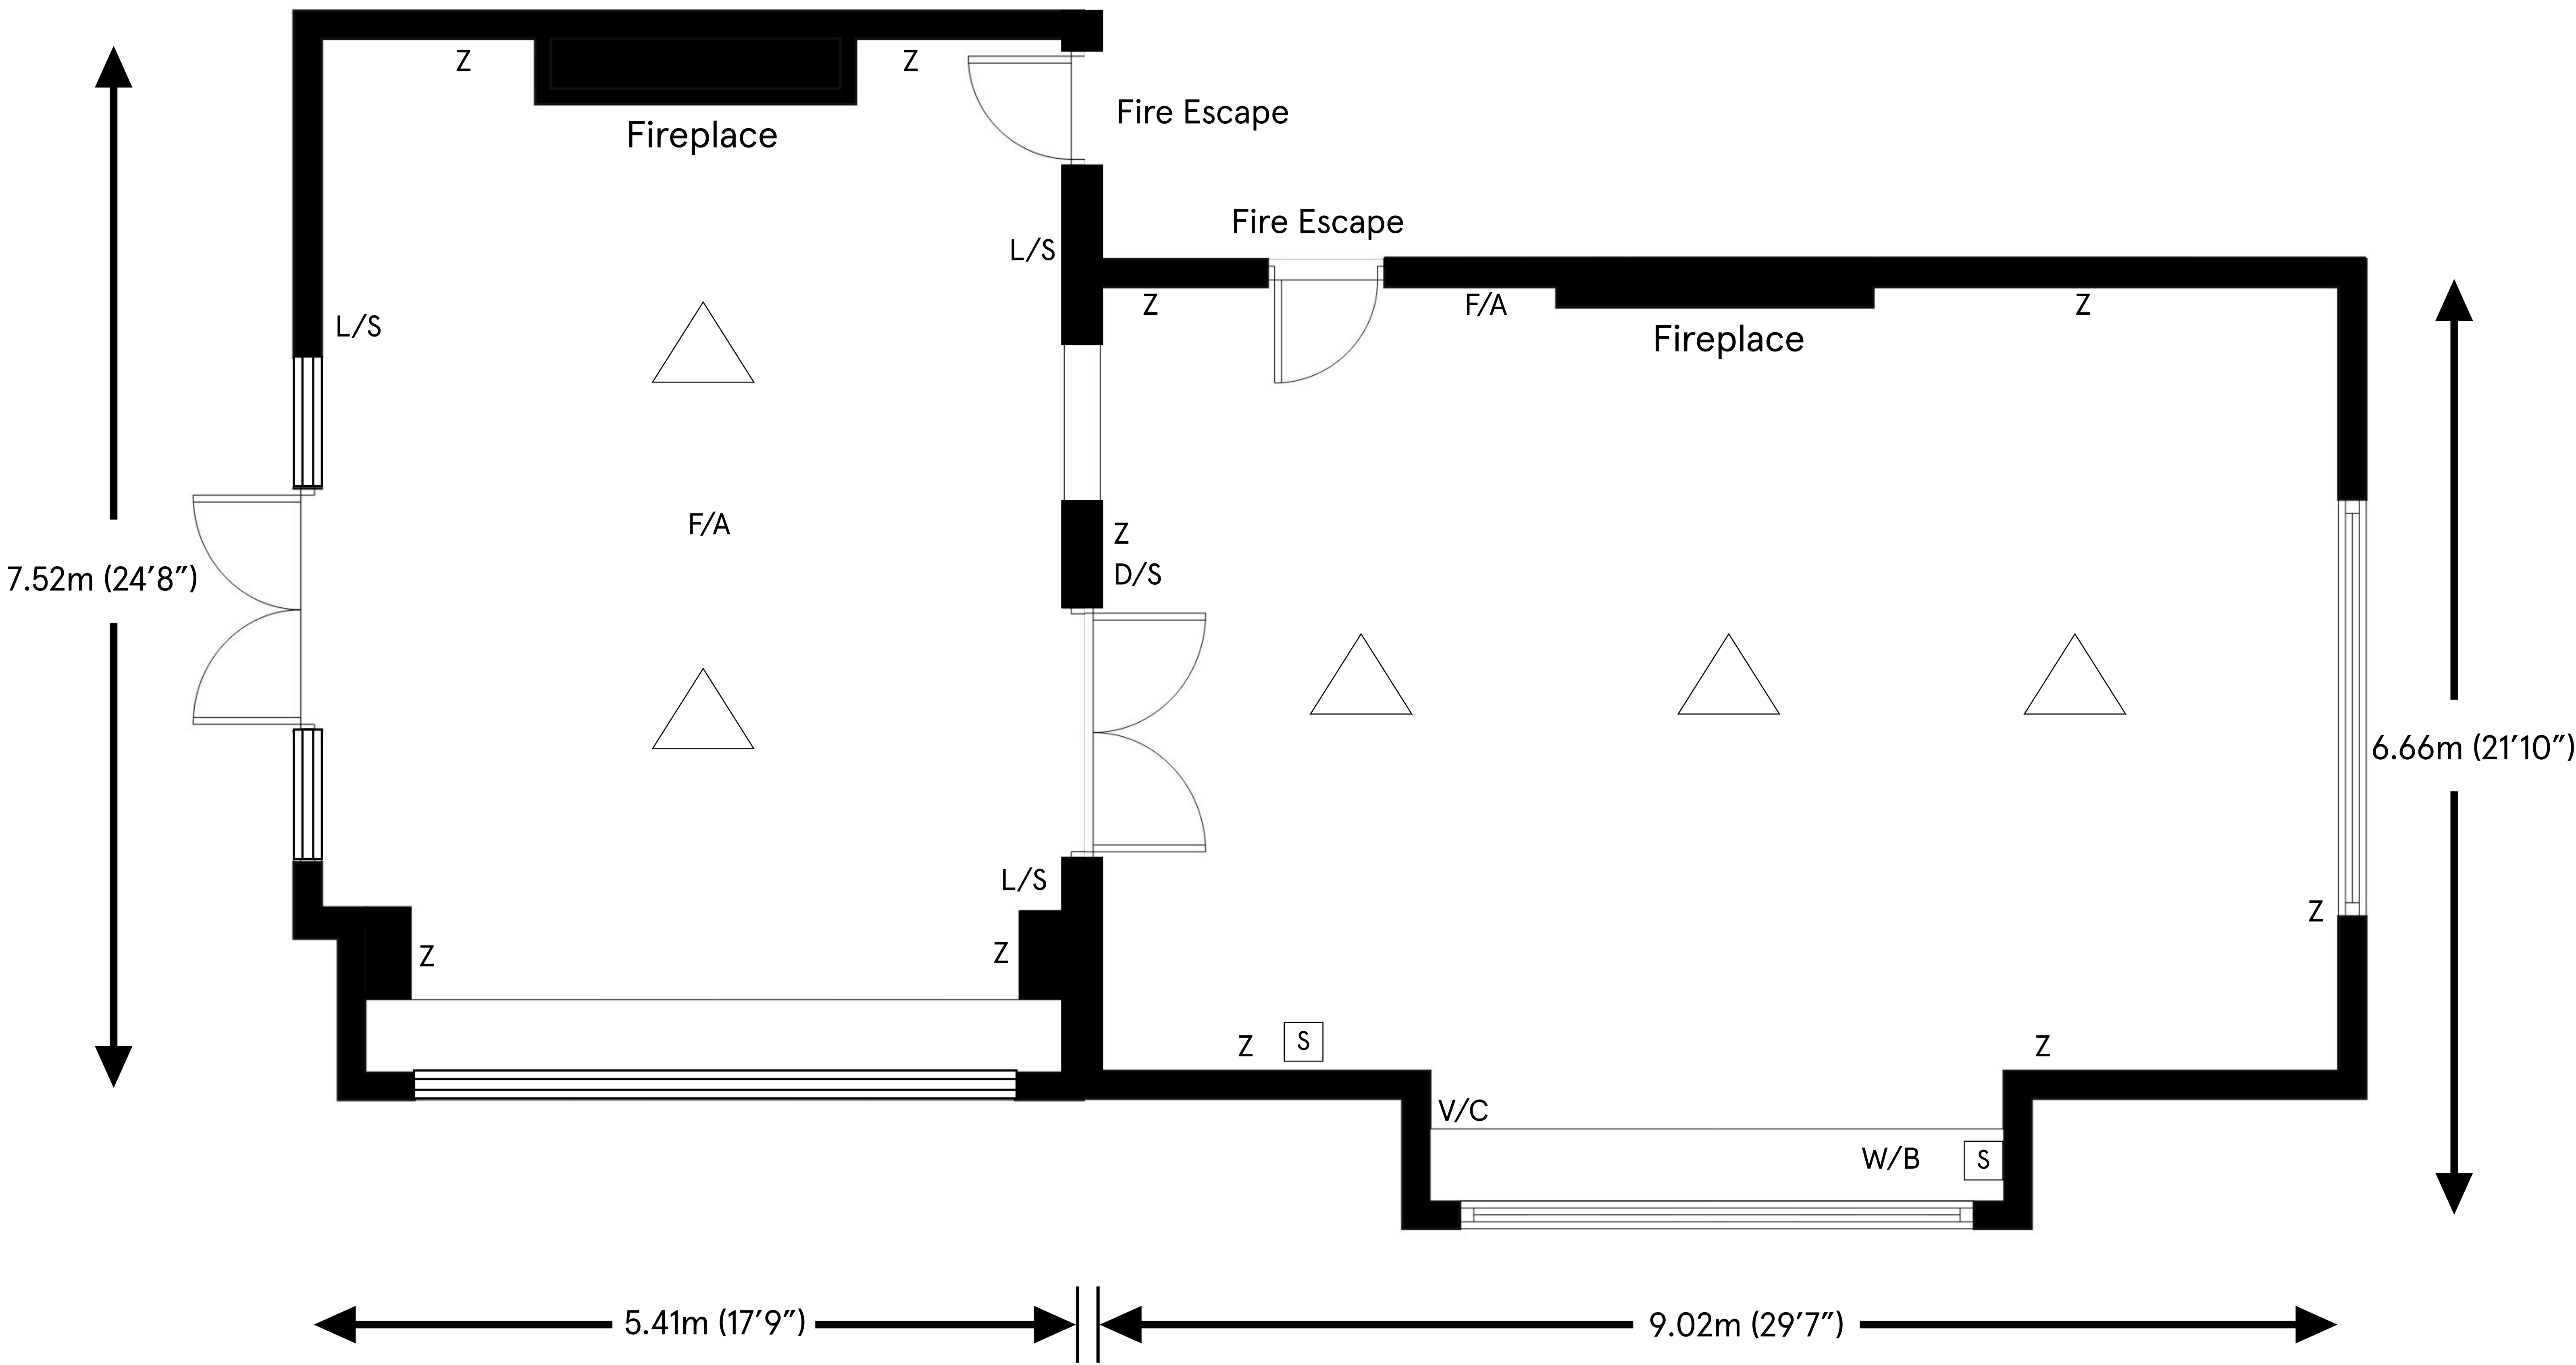 Z
Z
Fire Escape
Fireplace
Fire Escape
L/S
Z
F/A
Z
L/S
Fireplace
F/A
Z
D/S
7.52m (24′8″)
6.66m (21′10″)
L/S
Z
Z
Z
Z
S
Z
V/C
W/B
S
5.41m (17′9″)
9.02m (29′7″)